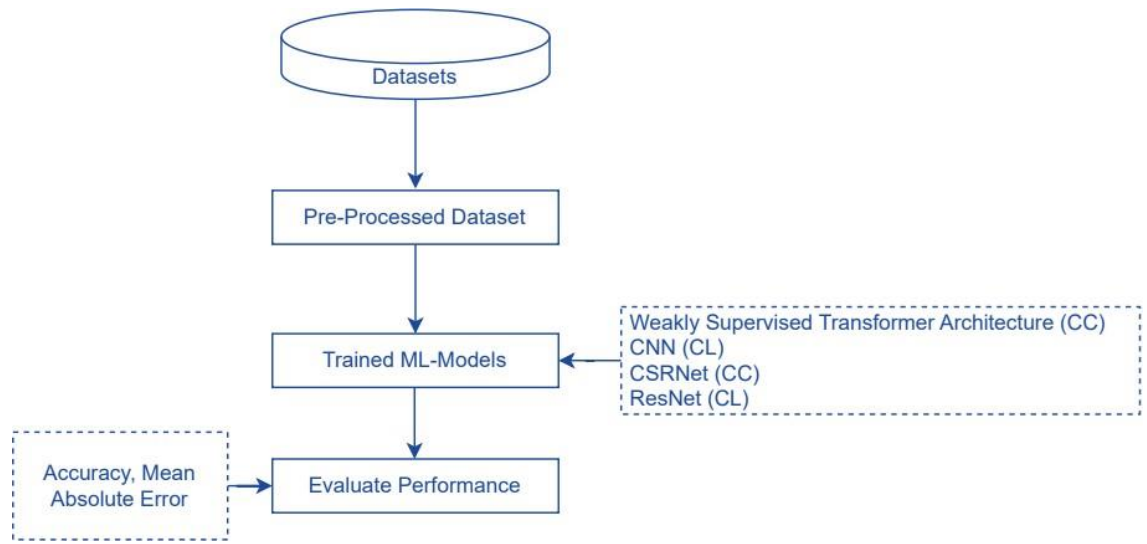 Datasets
Pre-Processed Dataset
Trained ML-Models
Weakly Supervised Transformer Architecture (CC)
CNN (CL)
CSRNet (CC)
ResNet (CL)
Accuracy, Mean
Absolute Error
Evaluate Performance